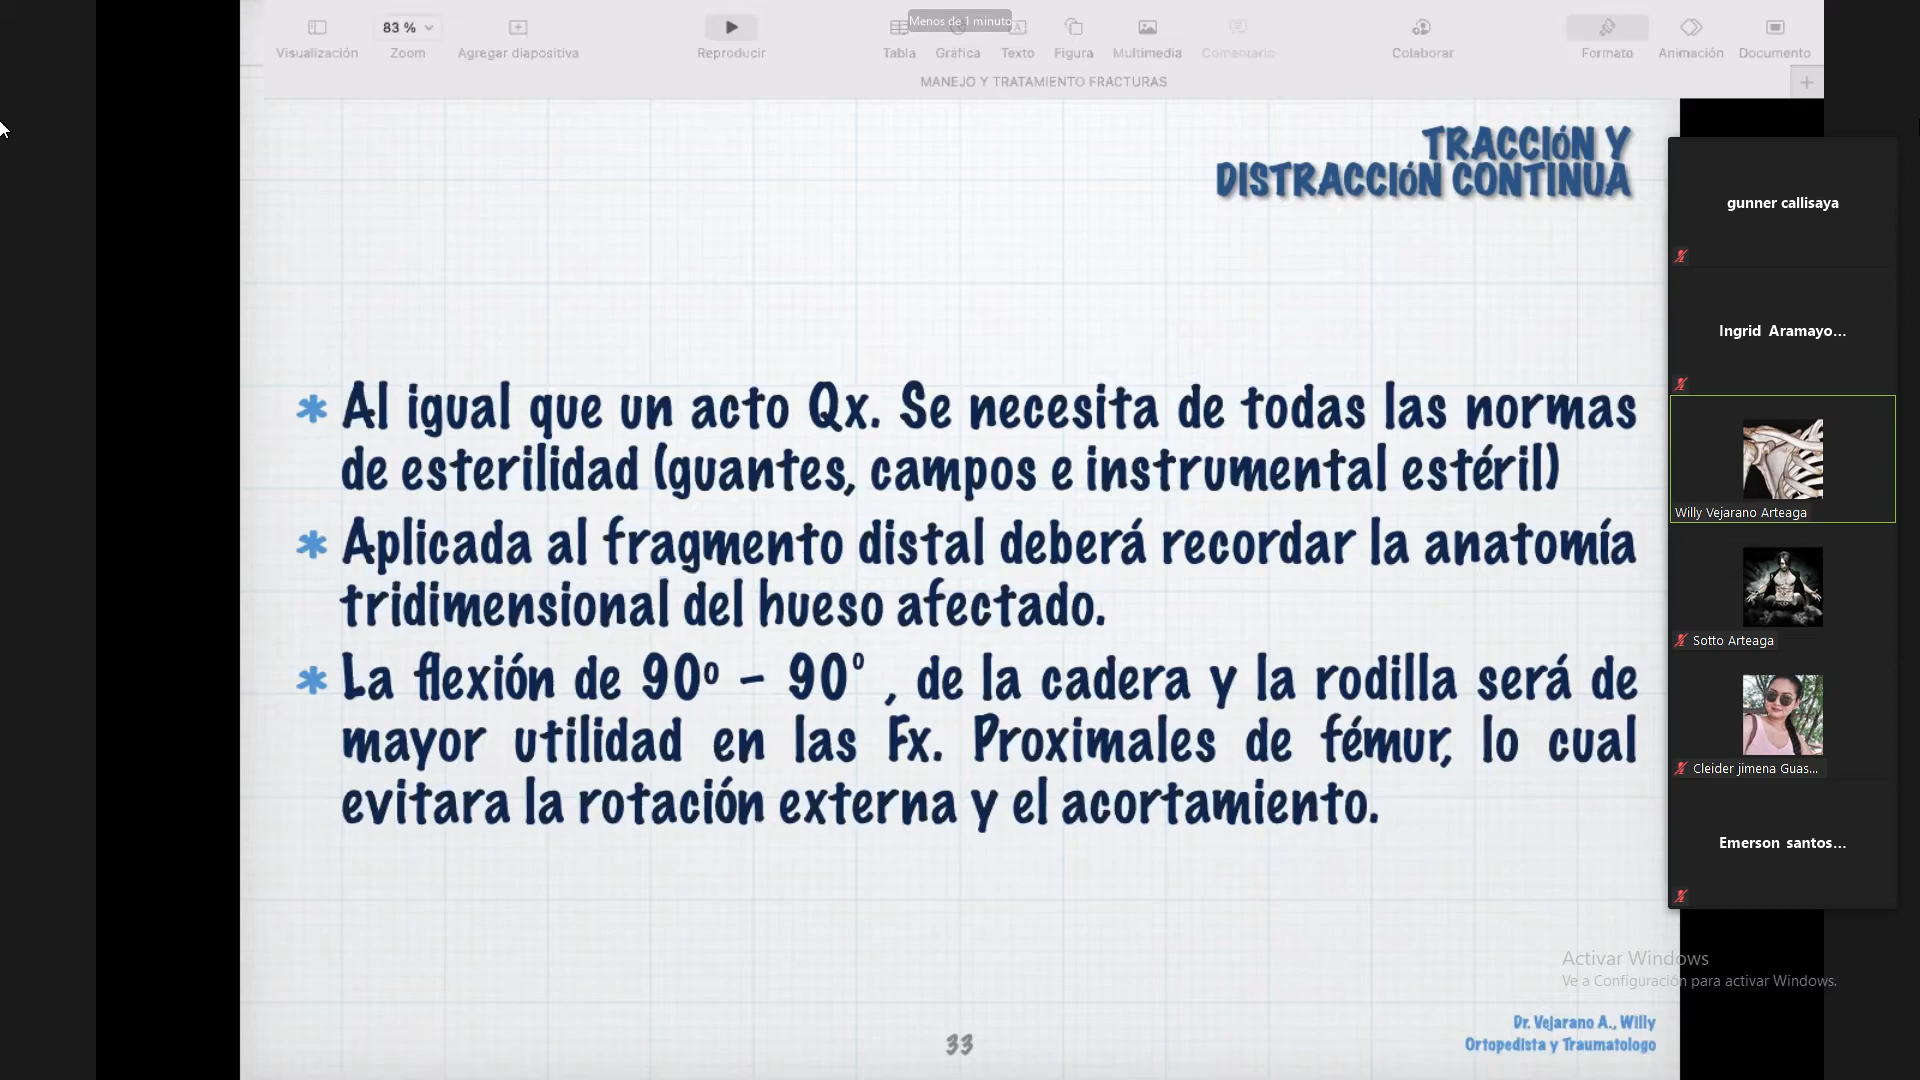 Menos de 1 minuto
83 %
Visualización
Zoom
Agregar diapositiva
Reproducir
Tabla
Gráfica
Texto
Figura
Multimedia
Comentario
Colaborar
Formato
Animación
Documento
MANEJO Y TRATAMIENTO FRACTURAS
TRACCIÓN Y
DISTRACCIÓN CONTINUA
* Al igual que un acto Qx. Se necesita de todas las normas
de esterilidad (guantes, campos e instrumental estéril)
* Aplicada al fragmento distal deberá recordar la anatomía
tridimensional del hueso afectado.
* La flexión de 90º – 90° , de la cadera y la rodilla será de
mayor utilidad en las Fx. Proximales de fémur, lo cual
evitara la rotación externa y el acortamiento.
33
Dr. Vejarano A., Willy
Ortopedista y Traumatologo
gunner callisaya
Ingrid Aramayo...
Willy Vejarano Arteaga
Sotto Arteaga
Cleider jimena Guas...
Emerson santos...
Activar Windows
Ve a Configuración para activar Windows.